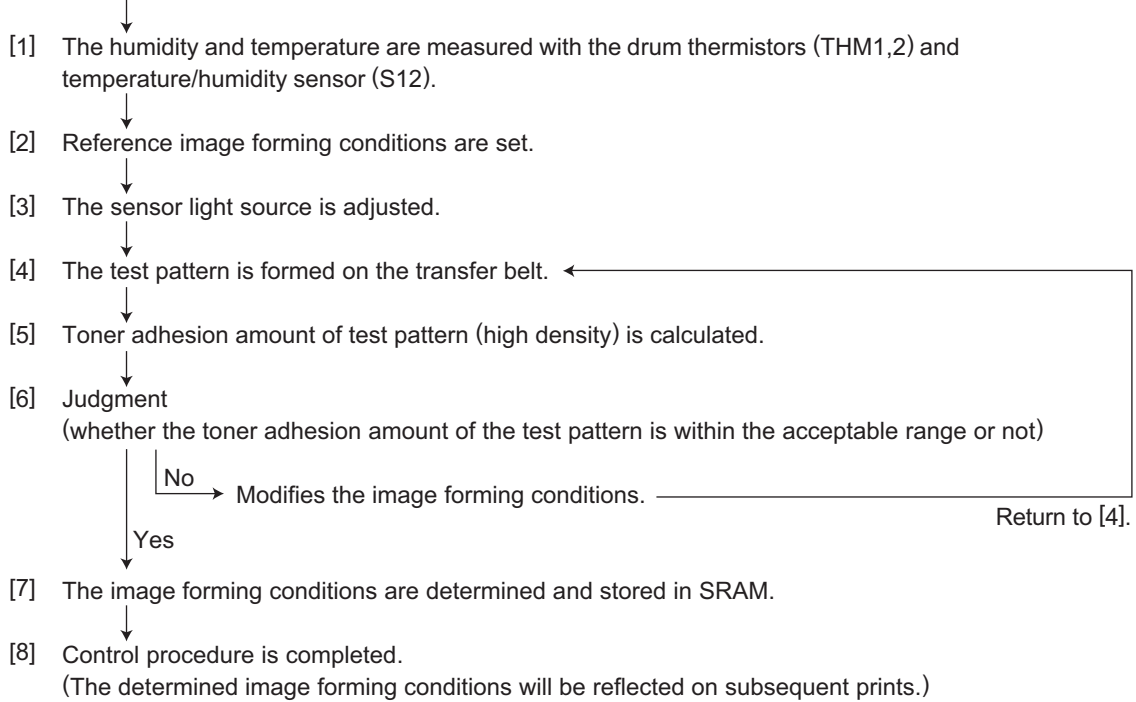 [1] The humidity and temperature are measured with the drum thermistors (THM1,2) and
temperature/humidity sensor (S12).
[2] Reference image forming conditions are set.
[3] The sensor light source is adjusted.
[4] The test pattern is formed on the transfer belt.
[5] Toner adhesion amount of test pattern (high density) is calculated.
[6] Judgment
(whether the toner adhesion amount of the test pattern is within the acceptable range or not)
No
Modifies the image forming conditions.
Return to [4].
Yes
[7] The image forming conditions are determined and stored in SRAM.
[8] Control procedure is completed.
(The determined image forming conditions will be reflected on subsequent prints.)